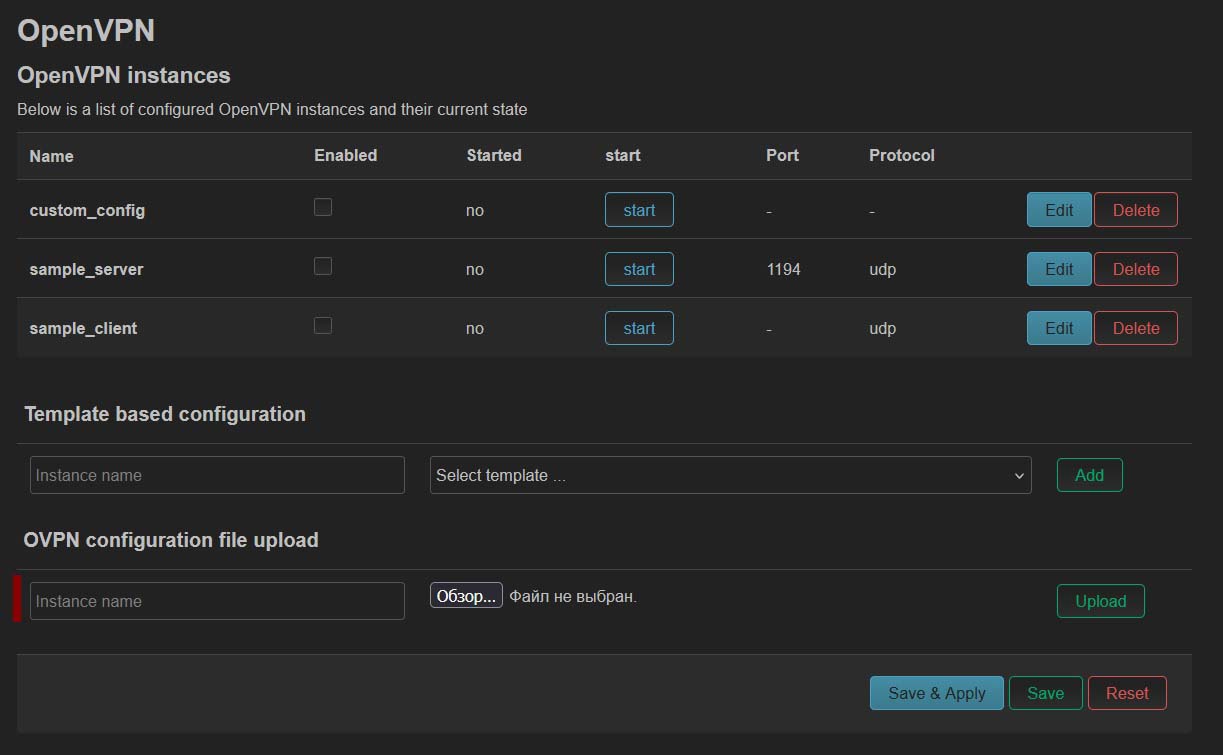 OpenVPN
OpenVPN instances
Below is a list of configured OpenVPN instances and their current state
Name Enabled Started start Port Protocol
custom_config no start - - Edit Delete
sample_server no start 1194 udp Edit Delete
sample_client no start - udp Edit Delete
Template based configuration
Instance name Select template ... Add
OVPN configuration file upload
Instance name Обзор... Файл не выбран. Upload
Save & Apply Save Reset